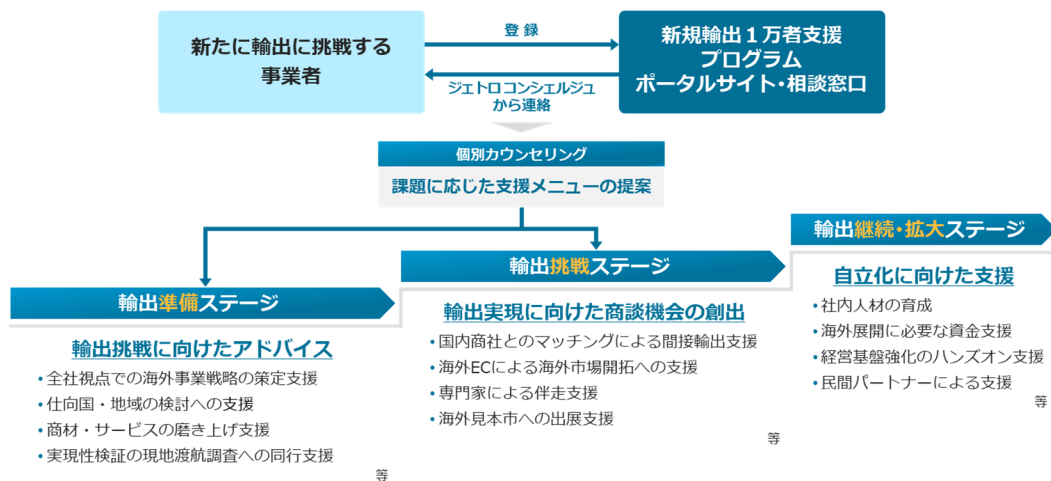 新たに輸出に挑戦する
事業者
登 録
ジェトロコンシェルジュ
から連絡
新規輸出１万者支援
プログラム
ポータルサイト・相談窓口
個別カウンセリング
課題に応じた支援メニューの提案
輸出準備ステージ
輸出挑戦に向けたアドバイス
・全社視点での海外事業戦略の策定支援
・仕向国・地域の検討への支援
・商材・サービスの磨き上げ支援
・実現性検証の現地渡航調査への同行支援
等
輸出挑戦ステージ
輸出実現に向けた商談機会の創出
・国内商社とのマッチングによる間接輸出支援
・海外ECによる海外市場開拓への支援
・専門家による伴走支援
・海外見本市への出展支援
等
輸出継続・拡大ステージ
自立化に向けた支援
・社内人材の育成
・海外展開に必要な資金支援
・経営基盤強化のハンズオン支援
・民間パートナーによる支援
等